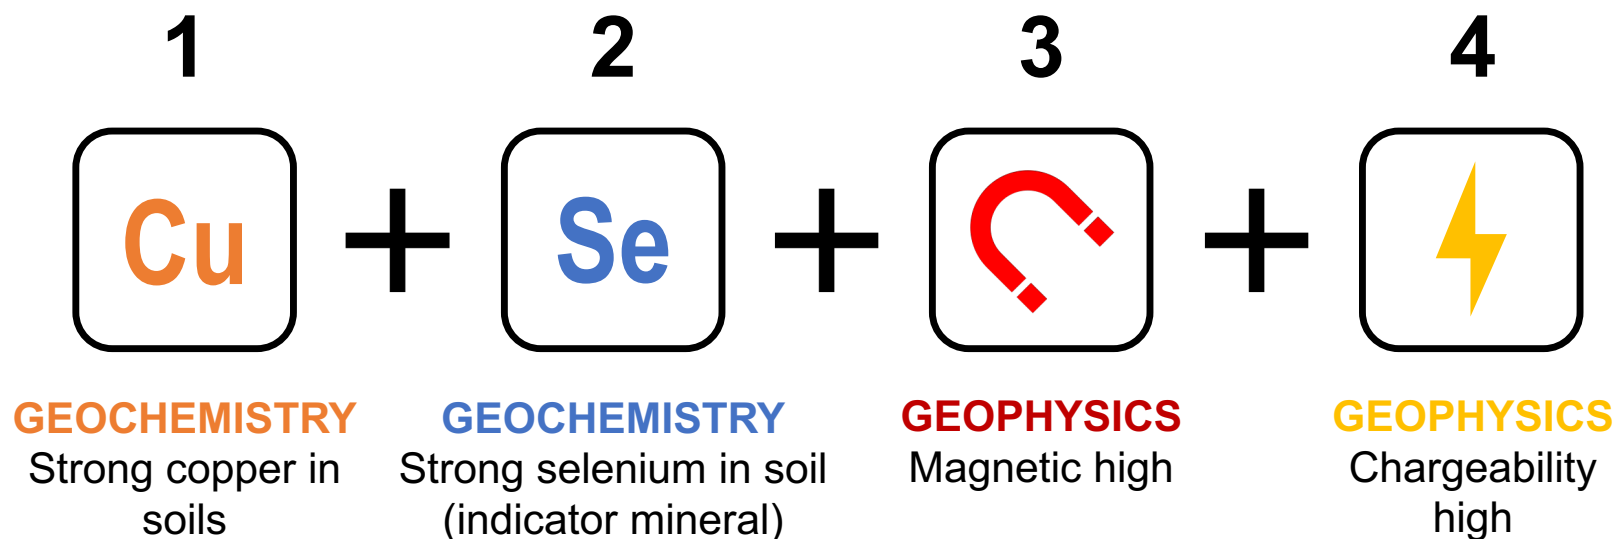 1
2
3
4
Cu
Se
GEOCHEMISTRY
Strong copper in
soils
GEOCHEMISTRY
Strong selenium in soil
(indicator mineral)
GEOPHYSICS
Magnetic high
GEOPHYSICS
Chargeability
high